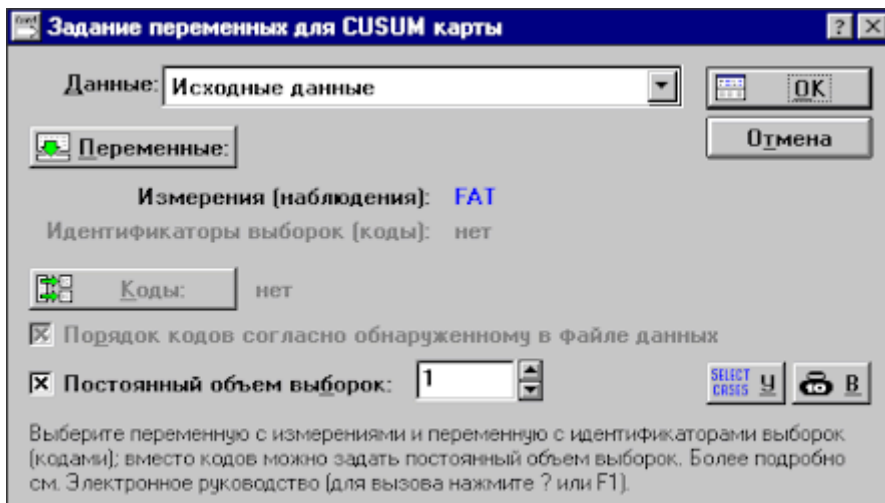 Задание переменных для CUSUM карты
Данные: Исходные данные
OK
Переменные:
Отмена
Измерения (наблюдения): FAT
Идентификаторы выборок (коды): нет
Коды: нет
Порядок кодов согласно обнаруженному в файле данных
Постоянный объем выборок: 1
SELECT CASES У В
Выберите переменную с измерениями и переменную с идентификаторами выборок
(кодами); вместо кодов можно задать постоянный объем выборок. Более подробно
см. Электронное руководство (для вызова нажмите ? или F1).